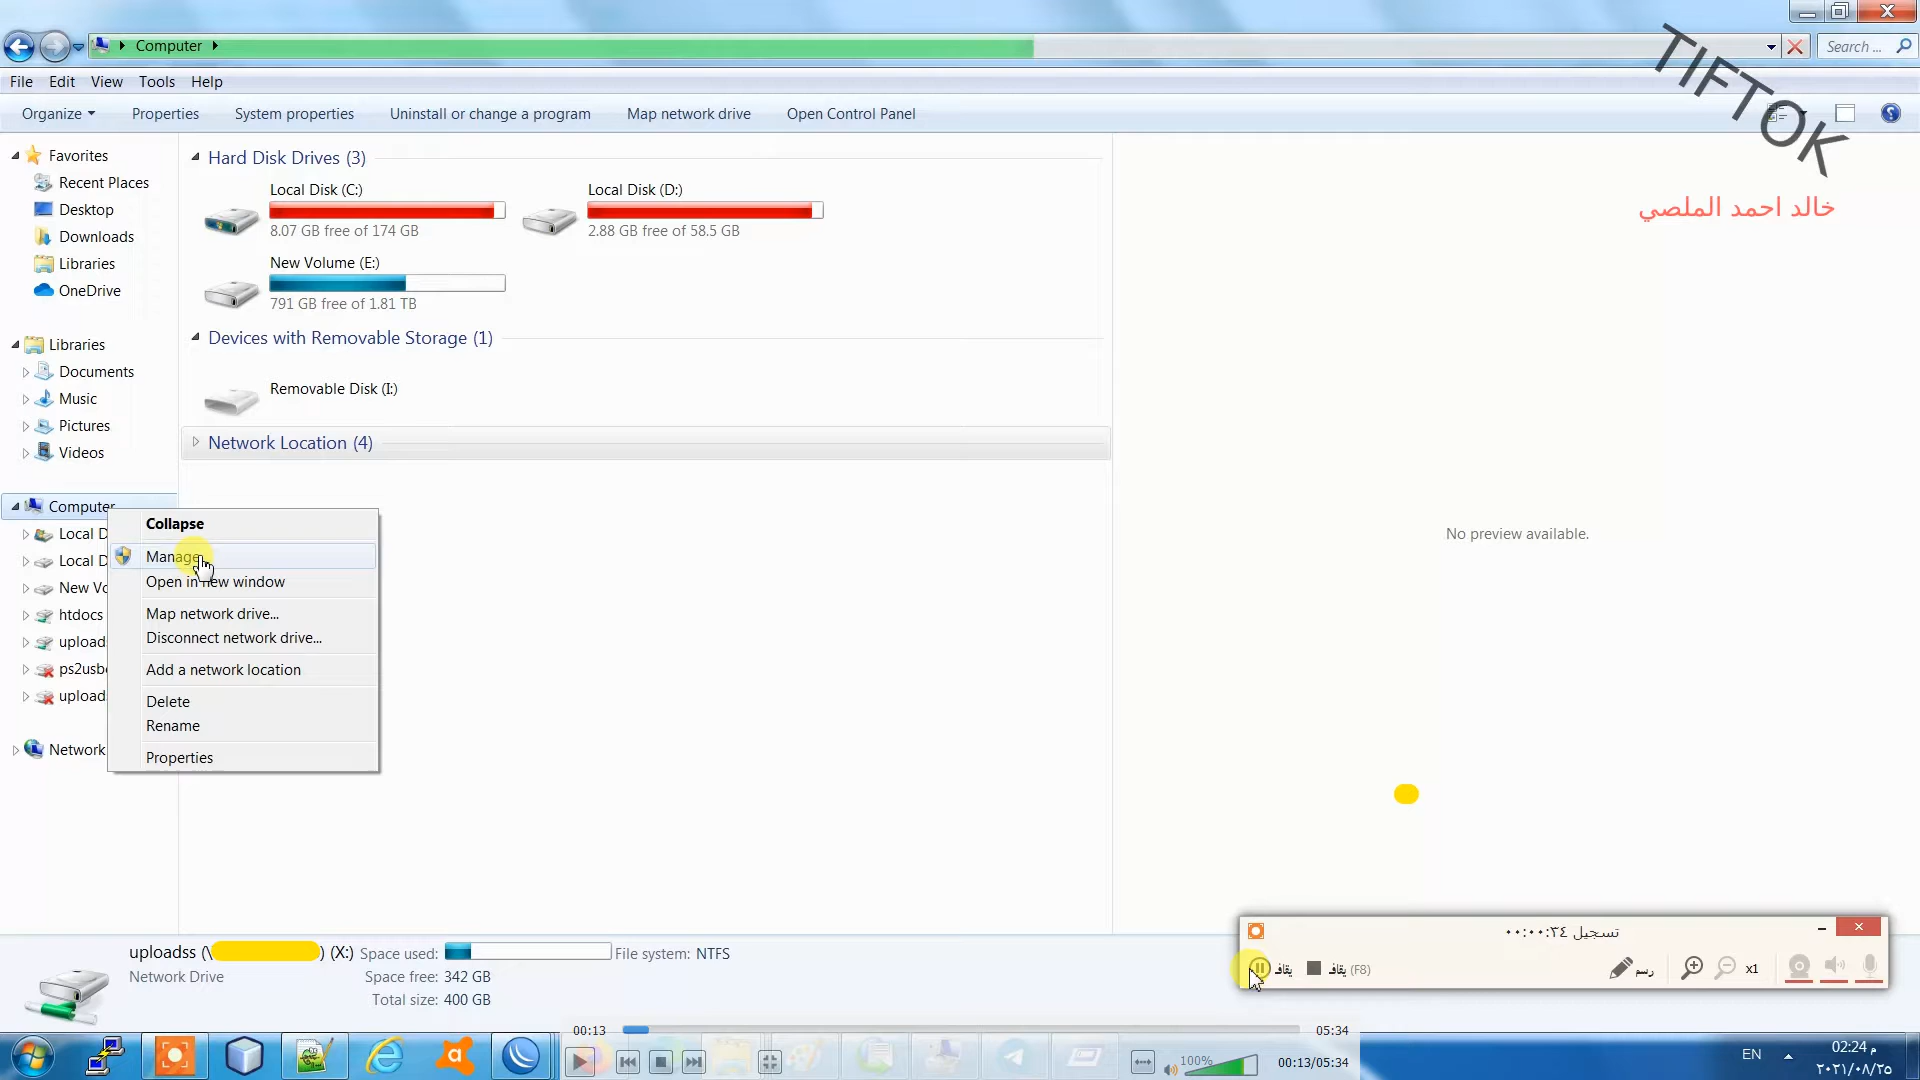 Computer
Search ...
File Edit View Tools Help
Organize Properties System properties Uninstall or change a program Map network drive Open Control Panel
TIFTOK
خالد احمد الملصي
Favorites
Recent Places
Desktop
Downloads
Libraries
OneDrive
Libraries
Documents
Music
Pictures
Videos
Computer
Local D
Local D
New Vo
htdocs
upload
ps2usb
upload
Network
Hard Disk Drives (3)
Local Disk (C:)
8.07 GB free of 174 GB
Local Disk (D:)
2.88 GB free of 58.5 GB
New Volume (E:)
791 GB free of 1.81 TB
Devices with Removable Storage (1)
Removable Disk (I:)
Network Location (4)
Collapse
Manage
Open in new window
Map network drive...
Disconnect network drive...
Add a network location
Delete
Rename
Properties
No preview available.
uploadss (\ ) (X:)
Network Drive
Space used:
Space free: 342 GB
Total size: 400 GB
File system: NTFS
تسجيل ٠٠:٠٠:٣٤
يقاف
يقاف (F8)
رسم
x1
00:13
05:34
100%
00:13/05:34
EN
02:24 م
٢٠٢١/٠٨/٢٥